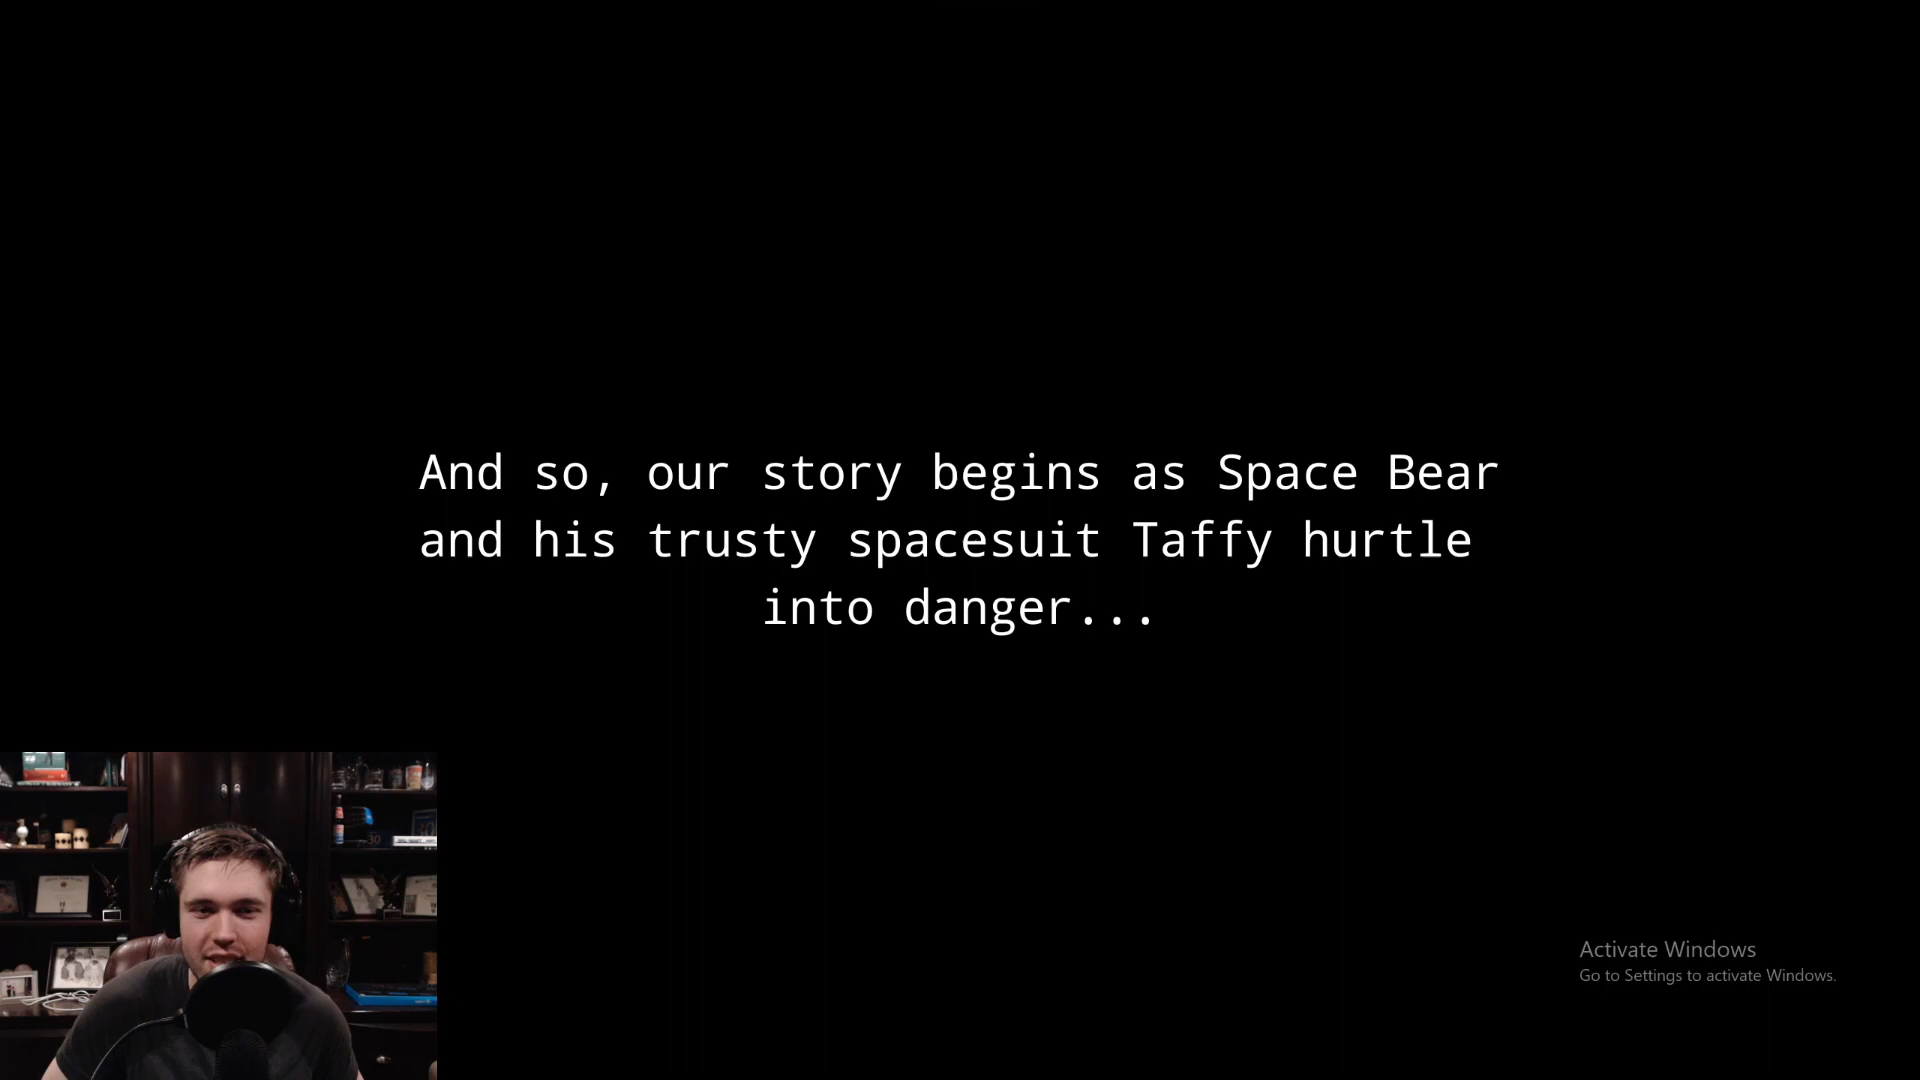 And so, our story begins as Space Bear
and his trusty spacesuit Taffy hurtle
into danger...
Activate Windows
Go to Settings to activate Windows.